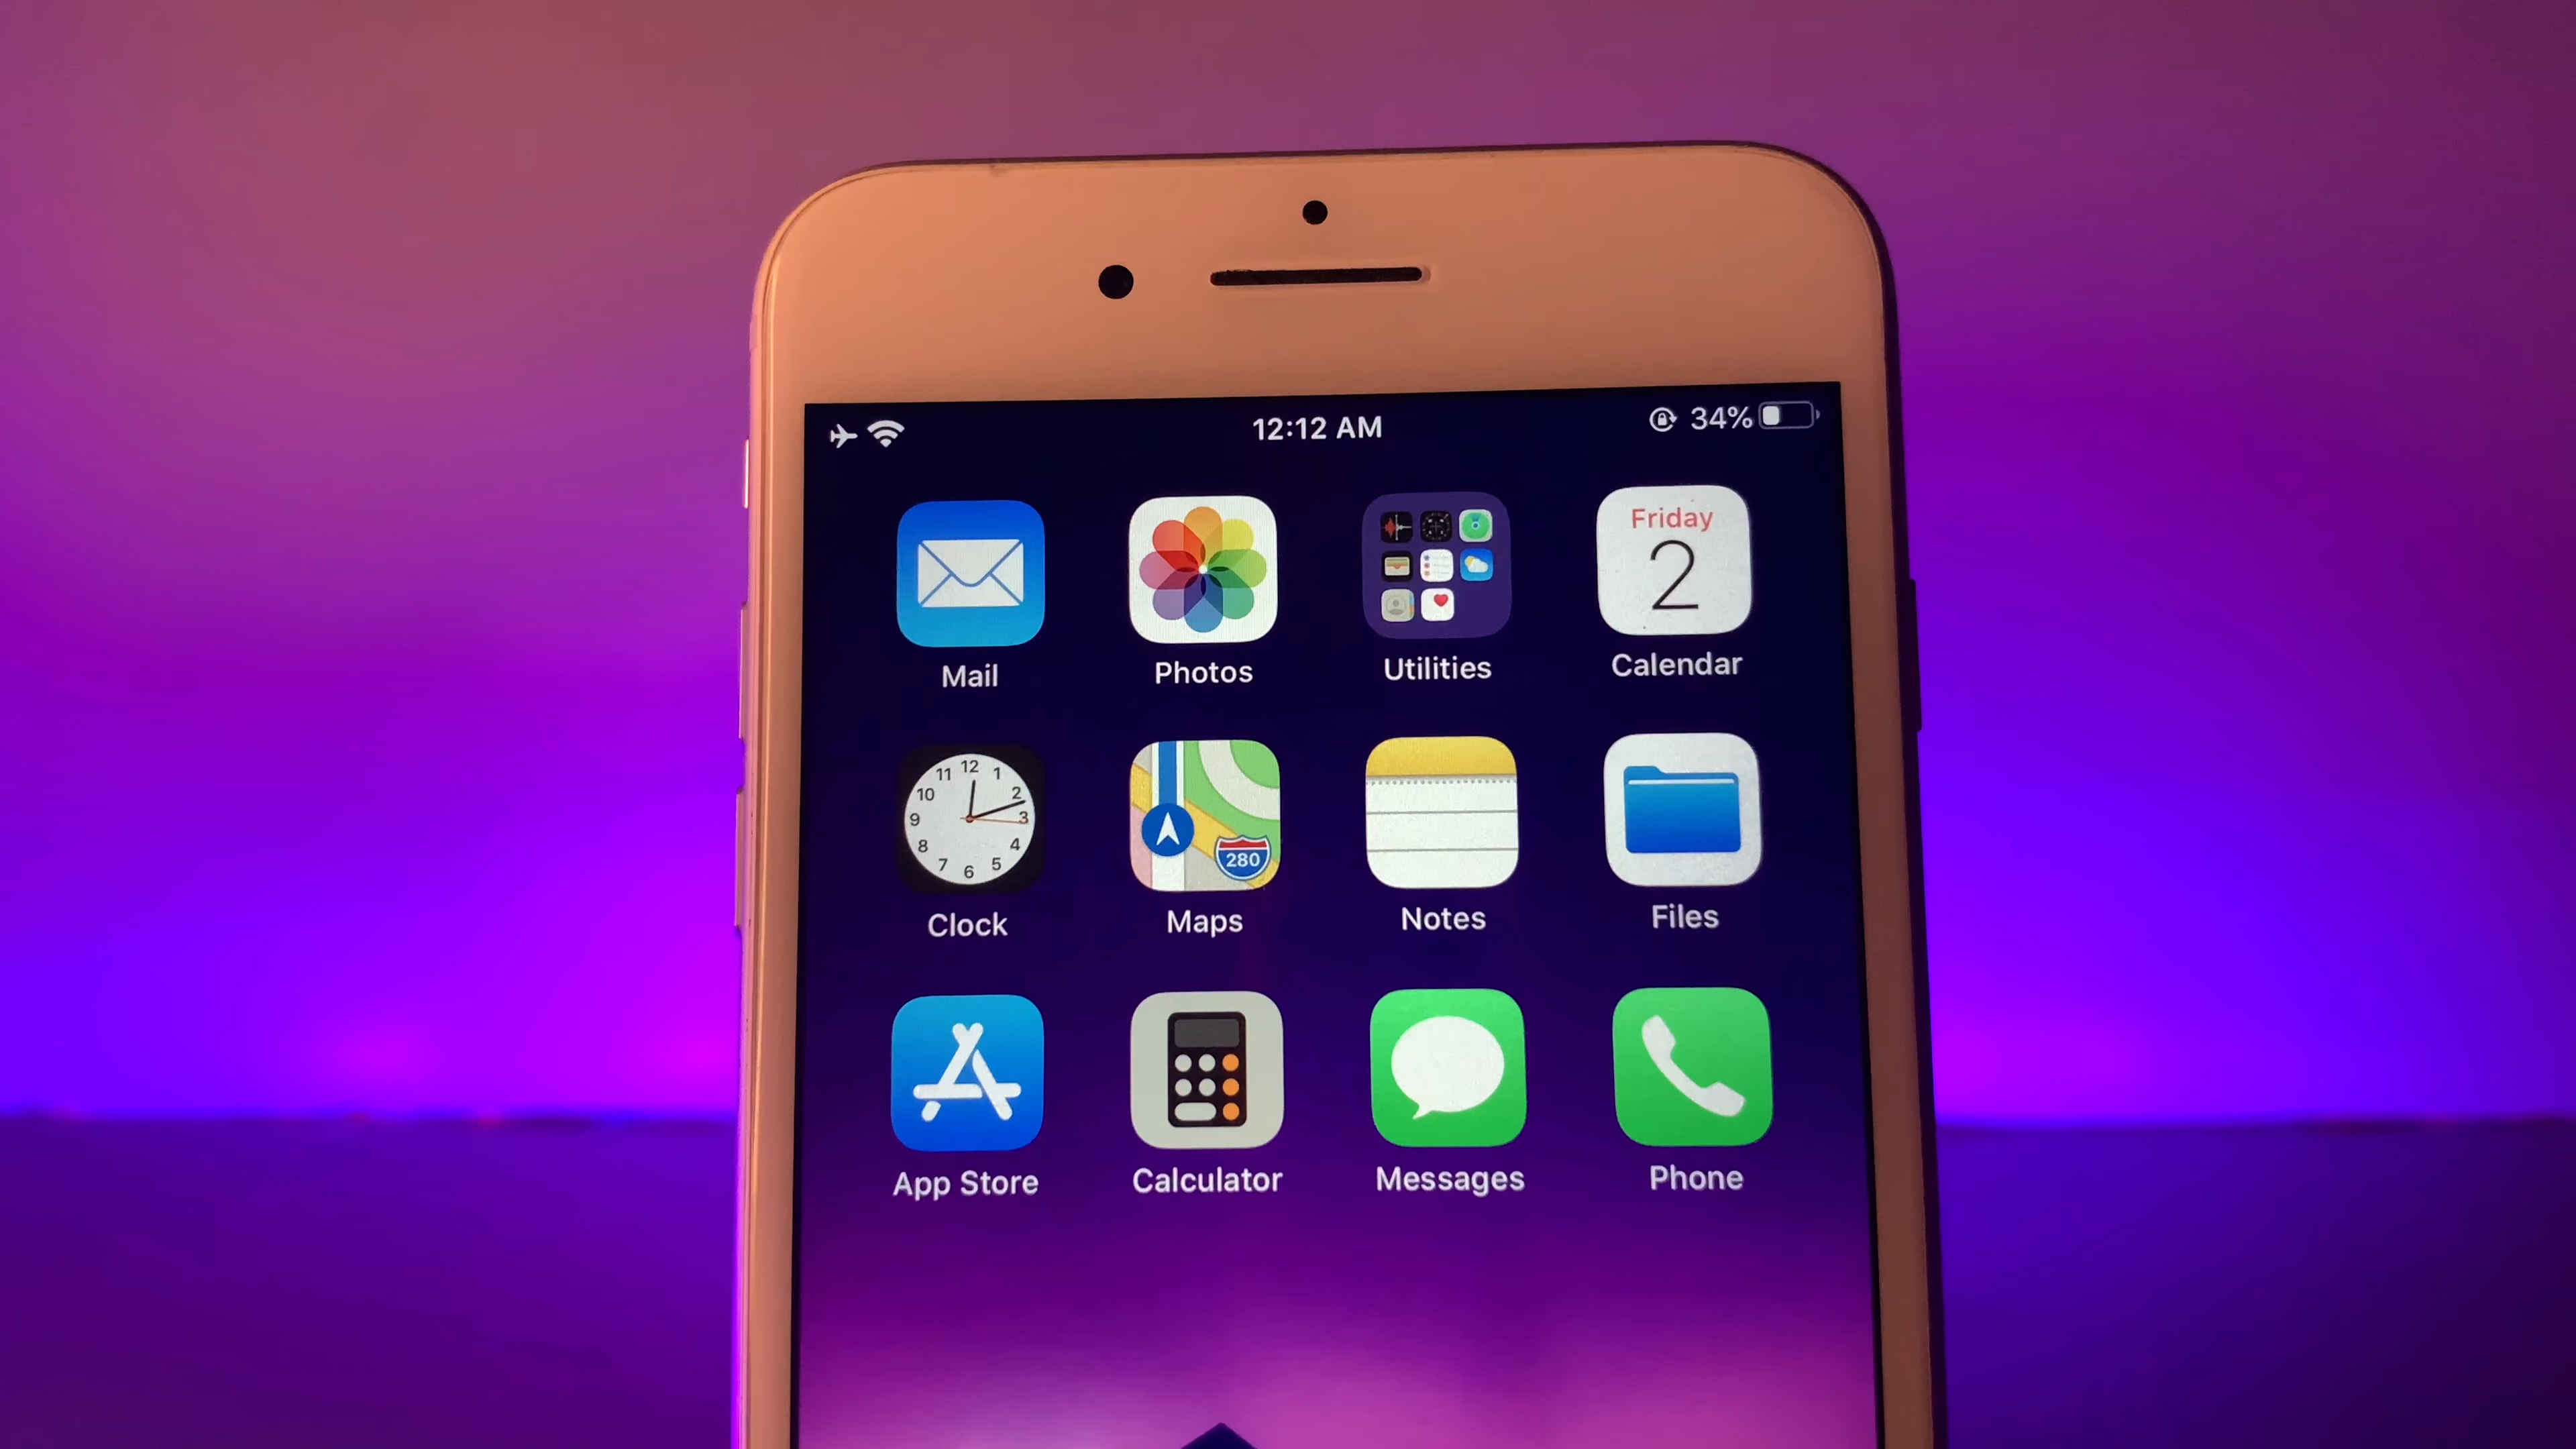 12:12 AM 34%
Friday
2
Mail Photos Utilities Calendar
11 12 1
10 2
9 3
8 4
7 6 5
280
Clock Maps Notes Files
App Store Calculator Messages Phone